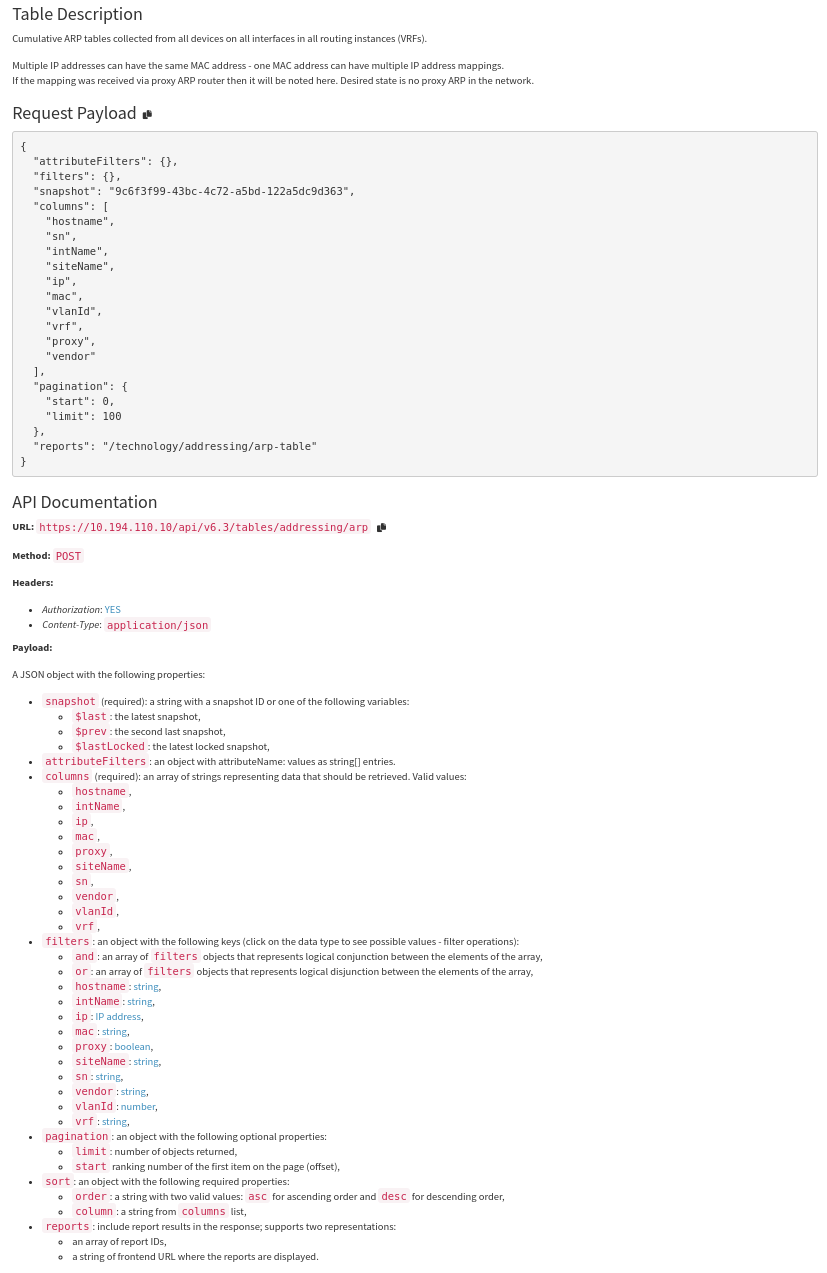 Table Description
Cumulative ARP tables collected from all devices on all interfaces in all routing instances (VRFs).
Multiple IP addresses can have the same MAC address - one MAC address can have multiple IP address mappings.
If the mapping was received via proxy ARP router then it will be noted here. Desired state is no proxy ARP in the network.
Request Payload
{
  "attributeFilters": {},
  "filters": {},
  "snapshot": "9c6f3f99-43bc-4c72-a5bd-122a5dc9d363",
  "columns": [
    "hostname",
    "sn",
    "intName",
    "siteName",
    "ip",
    "mac",
    "vlanId",
    "vrf",
    "proxy",
    "vendor"
  ],
  "pagination": {
    "start": 0,
    "limit": 100
  },
  "reports": "/technology/addressing/arp-table"
}
API Documentation
URL: https://10.194.110.10/api/v6.3/tables/addressing/arp
Method: POST
Headers:
• Authorization: YES
• Content-Type: application/json
Payload:
A JSON object with the following properties:
• snapshot (required): a string with a snapshot ID or one of the following variables:
◦ $last : the latest snapshot,
◦ $prev : the second last snapshot,
◦ $lastLocked : the latest locked snapshot,
• attributeFilters : an object with attributeName: values as string[] entries.
• columns (required): an array of strings representing data that should be retrieved. Valid values:
◦ hostname ,
◦ intName ,
◦ ip ,
◦ mac ,
◦ proxy ,
◦ siteName ,
◦ sn ,
◦ vendor ,
◦ vlanId ,
◦ vrf ,
• filters : an object with the following keys (click on the data type to see possible values - filter operations):
◦ and : an array of filters objects that represents logical conjunction between the elements of the array,
◦ or : an array of filters objects that represents logical disjunction between the elements of the array,
◦ hostname : string,
◦ intName : string,
◦ ip : IP address,
◦ mac : string,
◦ proxy : boolean,
◦ siteName : string,
◦ sn : string,
◦ vendor : string,
◦ vlanId : number,
◦ vrf : string,
• pagination : an object with the following optional properties:
◦ limit : number of objects returned,
◦ start ranking number of the first item on the page (offset),
• sort : an object with the following required properties:
◦ order : a string with two valid values: asc for ascending order and desc for descending order,
◦ column : a string from columns list,
• reports : include report results in the response; supports two representations:
◦ an array of report IDs,
◦ a string of frontend URL where the reports are displayed.